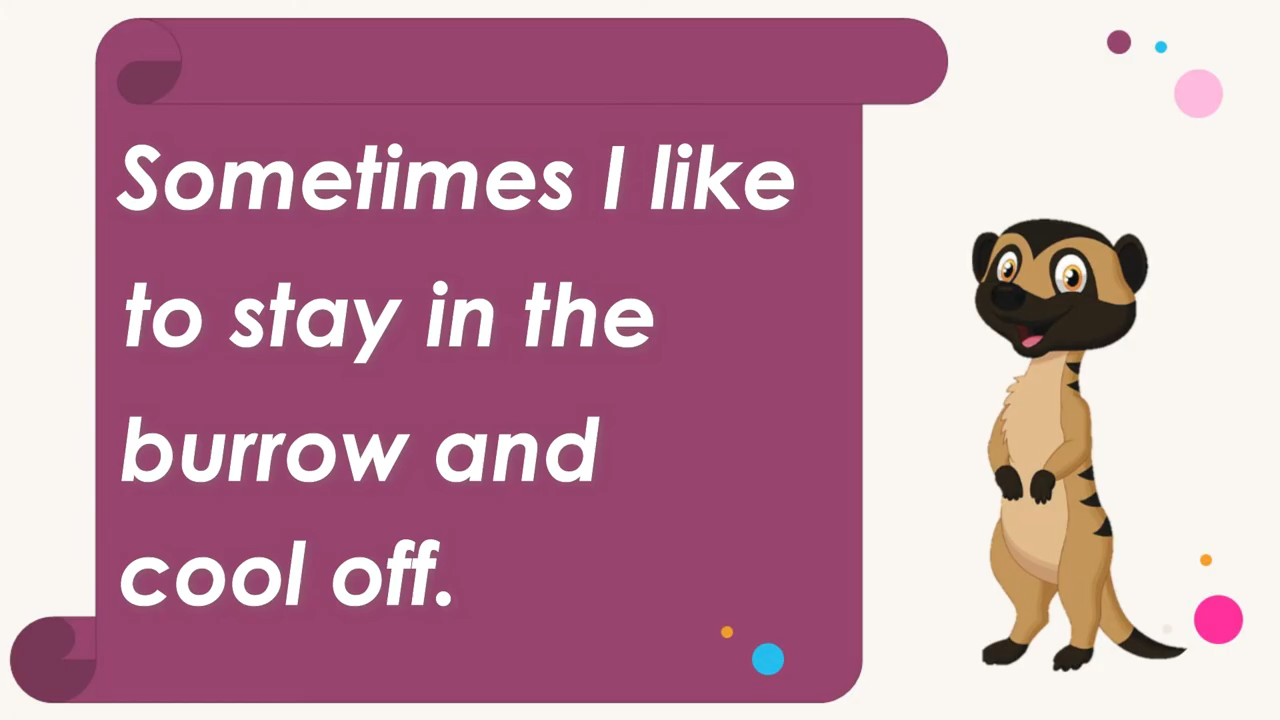 Sometimes I like
to stay in the
burrow and
cool off.